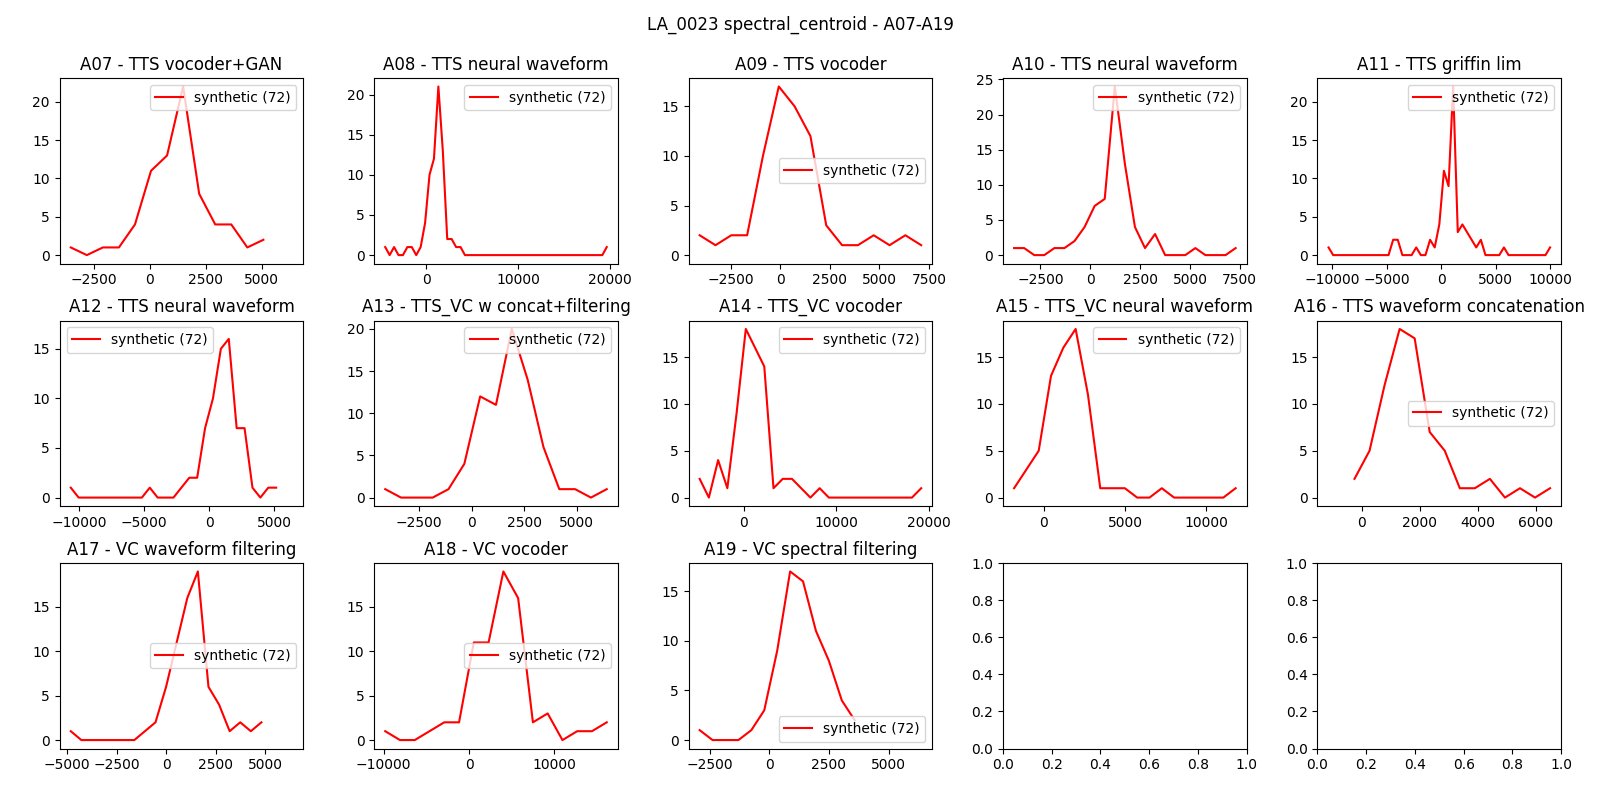 LA_0023 spectral_centroid - A07-A19
A07 - TTS vocoder+GAN
synthetic (72)
20
15
10
5
0
−2500 0 2500 5000
A08 - TTS neural waveform
synthetic (72)
20
15
10
5
0
0 10000 20000
A09 - TTS vocoder
synthetic (72)
15
10
5
0
−2500 0 2500 5000 7500
A10 - TTS neural waveform
synthetic (72)
25
20
15
10
5
0
−2500 0 2500 5000 7500
A11 - TTS griffin lim
synthetic (72)
20
15
10
5
0
−10000 −5000 0 5000 10000
A12 - TTS neural waveform
synthetic (72)
15
10
5
0
−10000 −5000 0 5000
A13 - TTS_VC w concat+filtering
synthetic (72)
20
15
10
5
0
−2500 0 2500 5000
A14 - TTS_VC vocoder
synthetic (72)
15
10
5
0
0 10000 20000
A15 - TTS_VC neural waveform
synthetic (72)
15
10
5
0
0 5000 10000
A16 - TTS waveform concatenation
synthetic (72)
15
10
5
0
0 2000 4000 6000
A17 - VC waveform filtering
synthetic (72)
15
10
5
0
−5000 −2500 0 2500 5000
A18 - VC vocoder
synthetic (72)
15
10
5
0
−10000 0 10000
A19 - VC spectral filtering
synthetic (72)
15
10
5
0
−2500 0 2500 5000
1.0
0.8
0.6
0.4
0.2
0.0
0.0 0.2 0.4 0.6 0.8 1.0
1.0
0.8
0.6
0.4
0.2
0.0
0.0 0.2 0.4 0.6 0.8 1.0